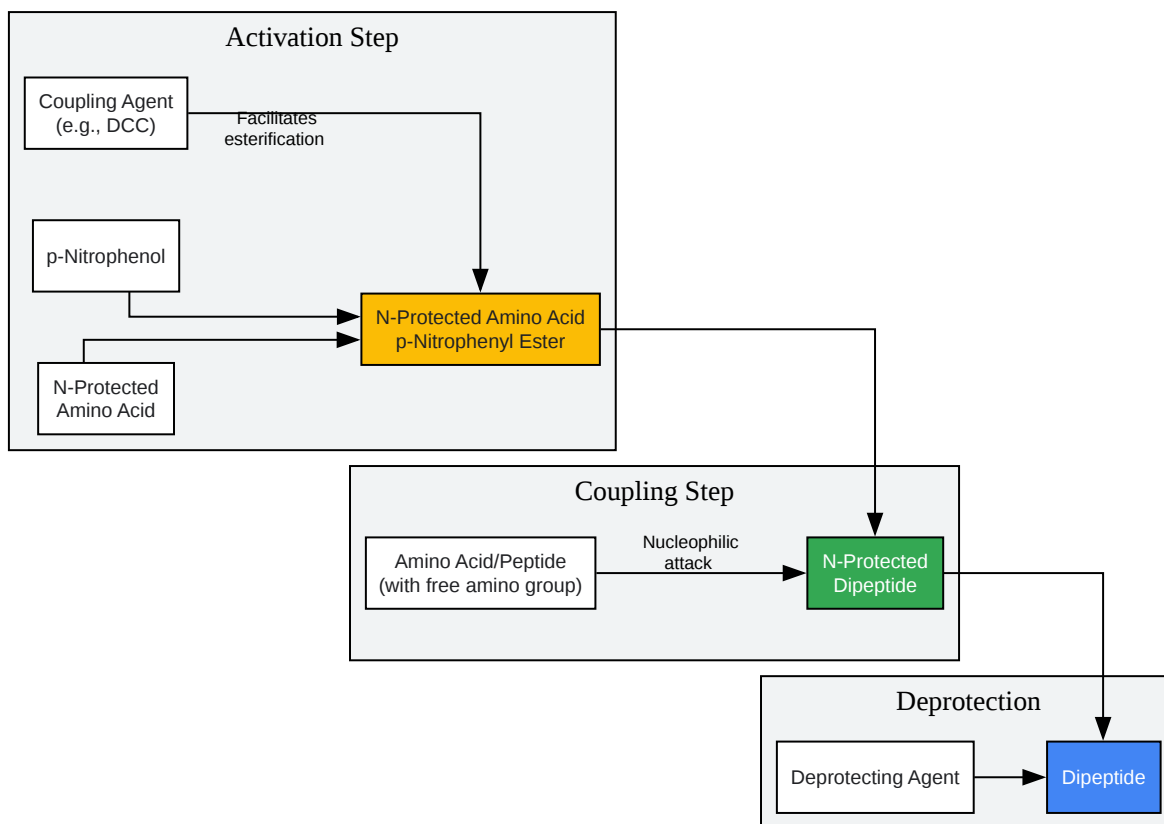 Activation Step
Coupling Agent
(e.g., DCC)
Facilitates
esterification
p-Nitrophenol
N-Protected Amino Acid
p-Nitrophenyl Ester
N-Protected
Amino Acid
Coupling Step
Amino Acid/Peptide
(with free amino group)
Nucleophilic
attack
N-Protected
Dipeptide
Deprotection
Deprotecting Agent
Dipeptide